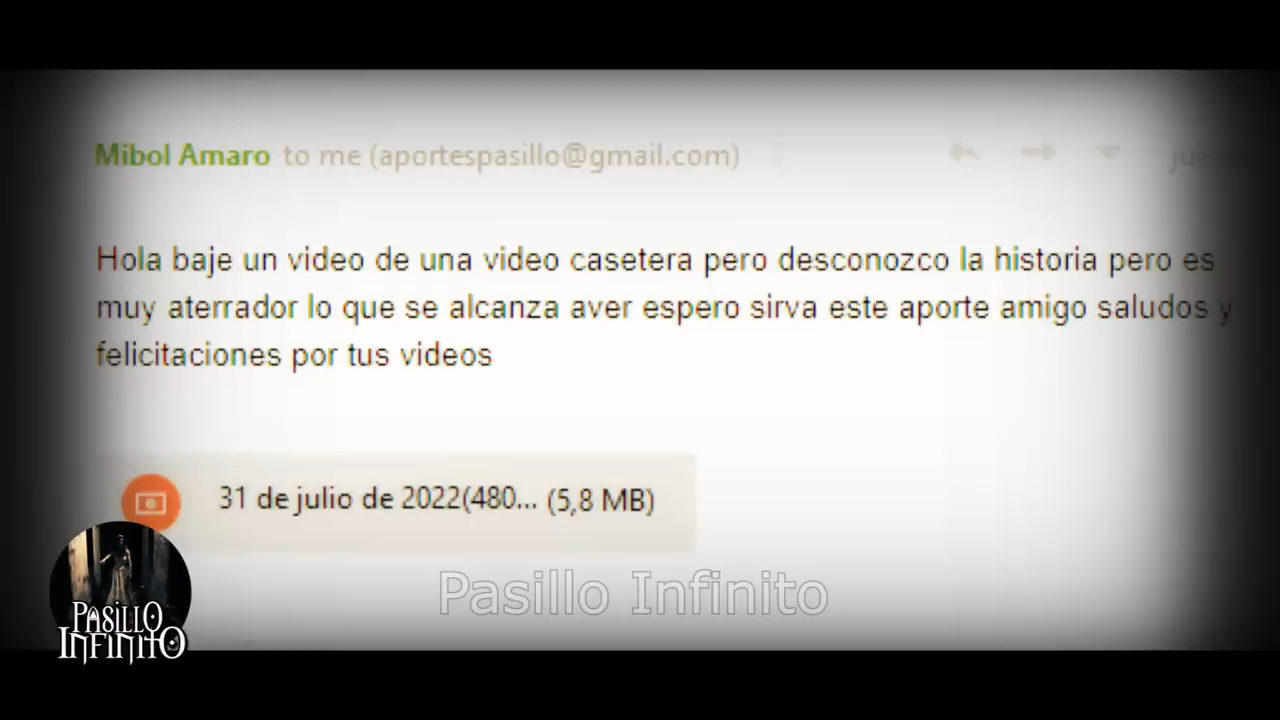 Mibol Amaro to me (aportespasillo@gmail.com)
Hola baje un video de una video casetera pero desconozco la historia pero es
muy aterrador lo que se alcanza aver espero sirva este aporte amigo saludos y
felicitaciones por tus videos
31 de julio de 2022(480... (5,8 MB)
Pasillo Infinito
PASILLO
INFINITO